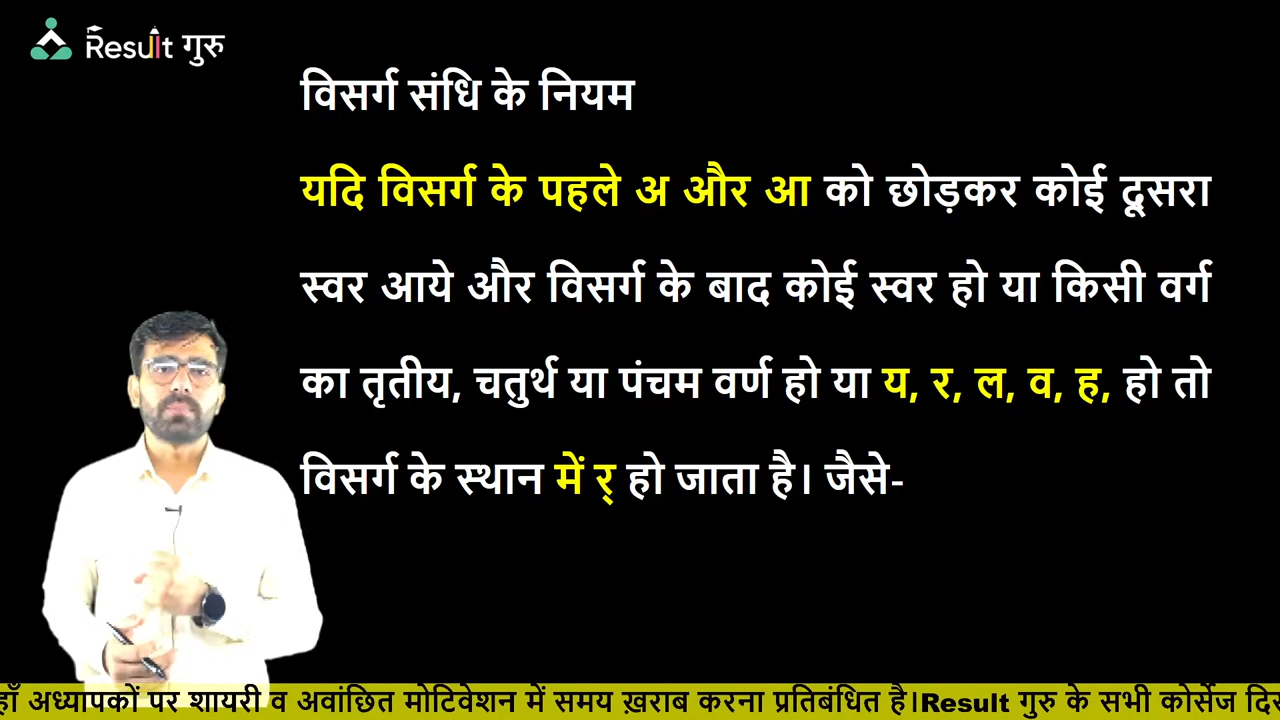 Result गुरु
विसर्ग संधि के नियम
यदि विसर्ग के पहले अ और आ को छोड़कर कोई दूसरा
स्वर आये और विसर्ग के बाद कोई स्वर हो या किसी वर्ग
का तृतीय, चतुर्थ या पंचम वर्ण हो या य, र, ल, व, ह, हो तो
विसर्ग के स्थान में र् हो जाता है। जैसे-
अध्यापकों पर शायरी व अवांछित मोटिवेशन में समय ख़राब करना प्रतिबंधित है।Result गुरु के सभी कोर्सेज